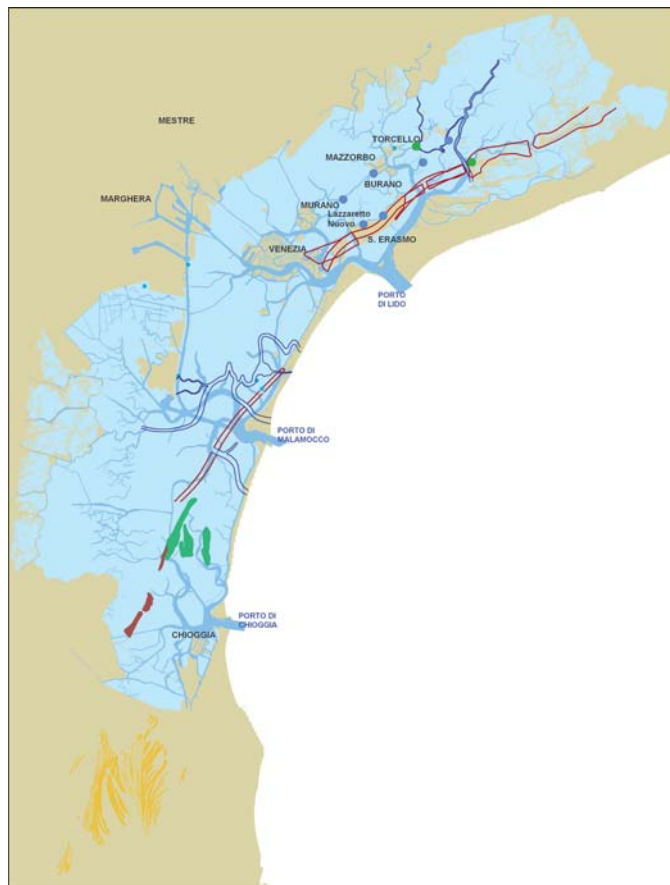 MESTRE
TORCELLO
MAZZORBO
MARGHERA
BURANO
MURANO
Lazzaretto
Nuovo
VENEZIA
S. ERASMO
PORTO
DI LIDO
PORTO DI
MALAMOCCO
PORTO DI
CHIOGGIA
CHIOGGIA